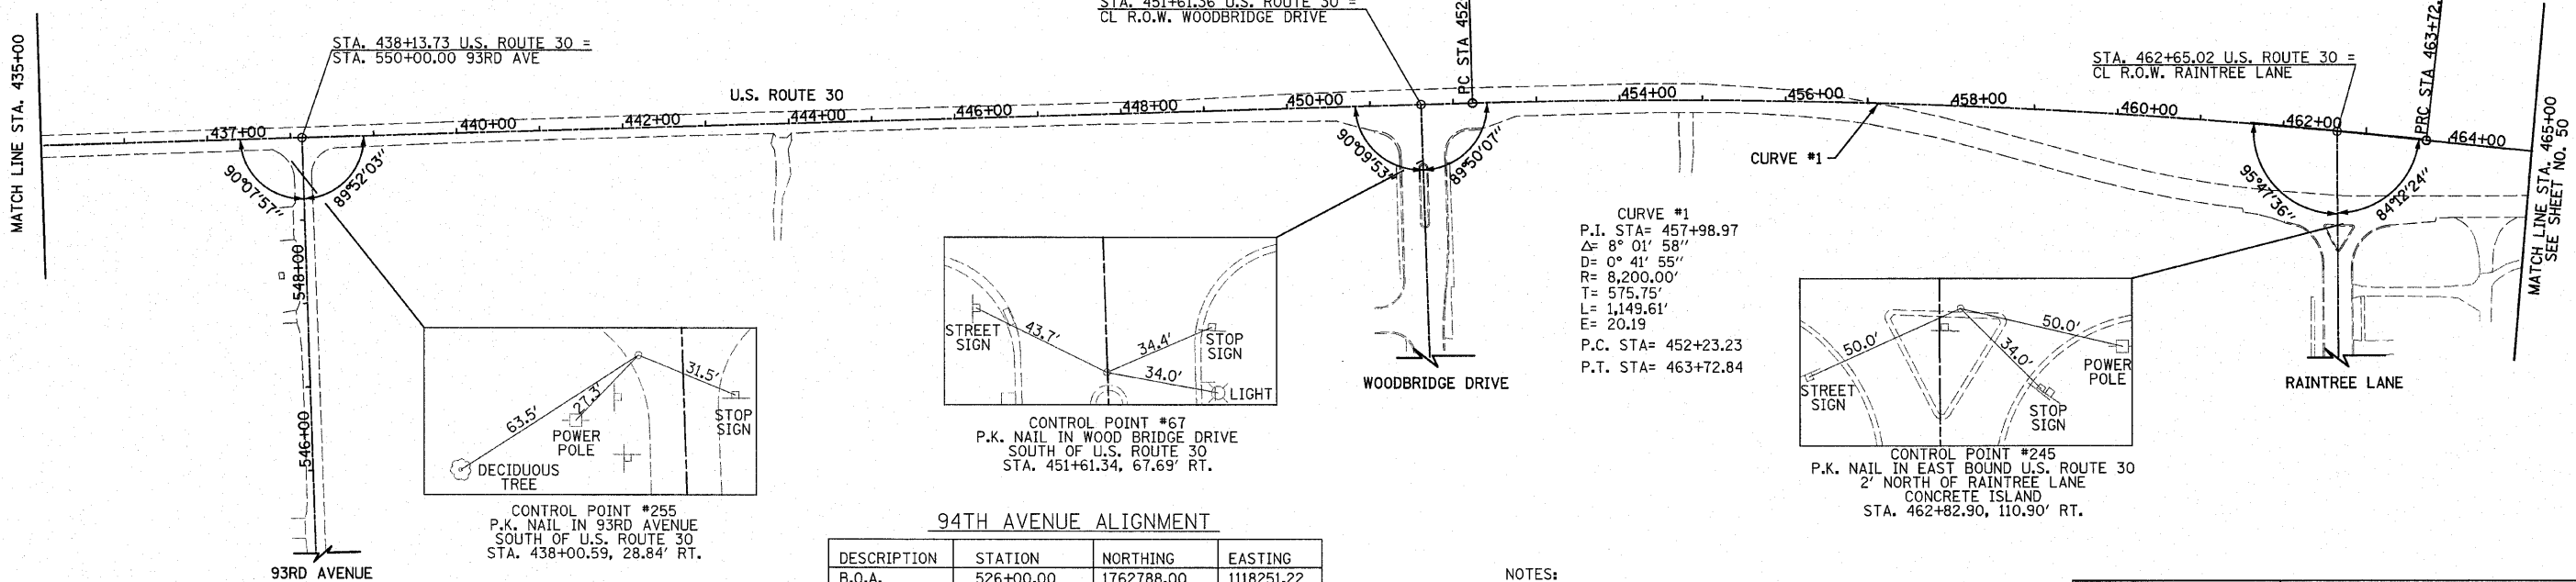 MATCH LINE STA. 435+00
STA. 438+13.73 U.S. ROUTE 30 =
STA. 550+00.00 93RD AVE
STA. 451+61.36 U.S. ROUTE 30 =
CL R.O.W. WOODBRIDGE DRIVE
PC STA 452
STA. 462+65.02 U.S. ROUTE 30 =
CL R.O.W. RAINTREE LANE
PRC STA 463+72.
U.S. ROUTE 30
437+00
440+00
442+00
444+00
446+00
448+00
450+00
454+00
456+00
458+00
460+00
462+00
464+00
90°07'57"
89°52'03"
90°09'53"
89°50'07"
95°47'36"
84°12'24"
CURVE #1
MATCH LINE STA. 465+00
SEE SHEET NO. 50
548+00
546+00
93RD AVENUE
63.5'
27.3'
31.5'
POWER
POLE
STOP
SIGN
DECIDUOUS
TREE
CONTROL POINT #255
P.K. NAIL IN 93RD AVENUE
SOUTH OF U.S. ROUTE 30
STA. 438+00.59, 28.84' RT.
STREET
SIGN
43.7'
34.4'
34.0'
STOP
SIGN
LIGHT
CONTROL POINT #67
P.K. NAIL IN WOOD BRIDGE DRIVE
SOUTH OF U.S. ROUTE 30
STA. 451+61.34, 67.69' RT.
WOODBRIDGE DRIVE
CURVE #1
P.I. STA= 457+98.97
Δ= 8° 01' 58"
D= 0° 41' 55"
R= 8,200.00'
T= 575.75'
L= 1,149.61'
E= 20.19
P.C. STA= 452+23.23
P.T. STA= 463+72.84
50.0'
34.0'
50.0'
STREET
SIGN
STOP
SIGN
POWER
POLE
CONTROL POINT #245
P.K. NAIL IN EAST BOUND U.S. ROUTE 30
2' NORTH OF RAINTREE LANE
CONCRETE ISLAND
STA. 462+82.90, 110.90' RT.
RAINTREE LANE
94TH AVENUE ALIGNMENT
DESCRIPTION STATION NORTHING EASTING
B.O.A. 526+00.00 1762788.00 1118251.22
NOTES: